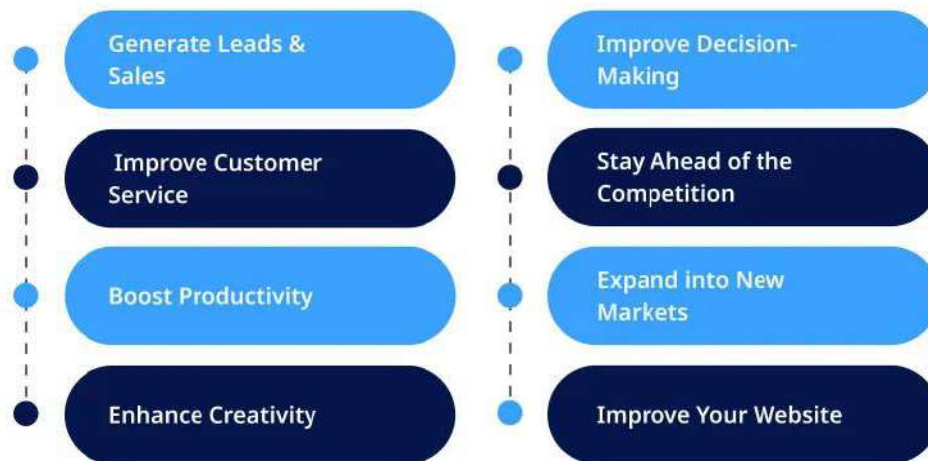 Generate Leads &
Sales
Improve Customer
Service
Boost Productivity
Enhance Creativity
Improve Decision-
Making
Stay Ahead of the
Competition
Expand into New
Markets
Improve Your Website